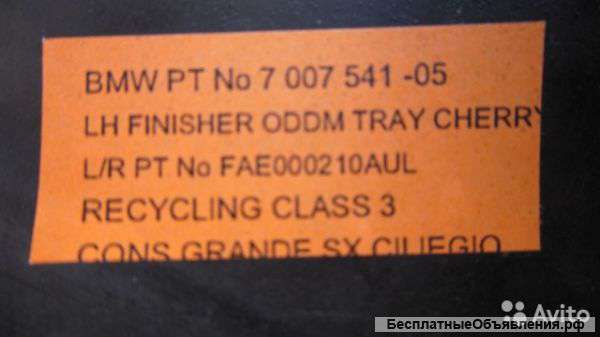 BMW PT No 7 007 541 -05
LH FINISHER ODDM TRAY CHERRY
L/R PT No FAE000210AUL
RECYCLING CLASS 3
CONS GRANDE SX CILIEGIO
Avito
БесплатныеОбъявления.рф